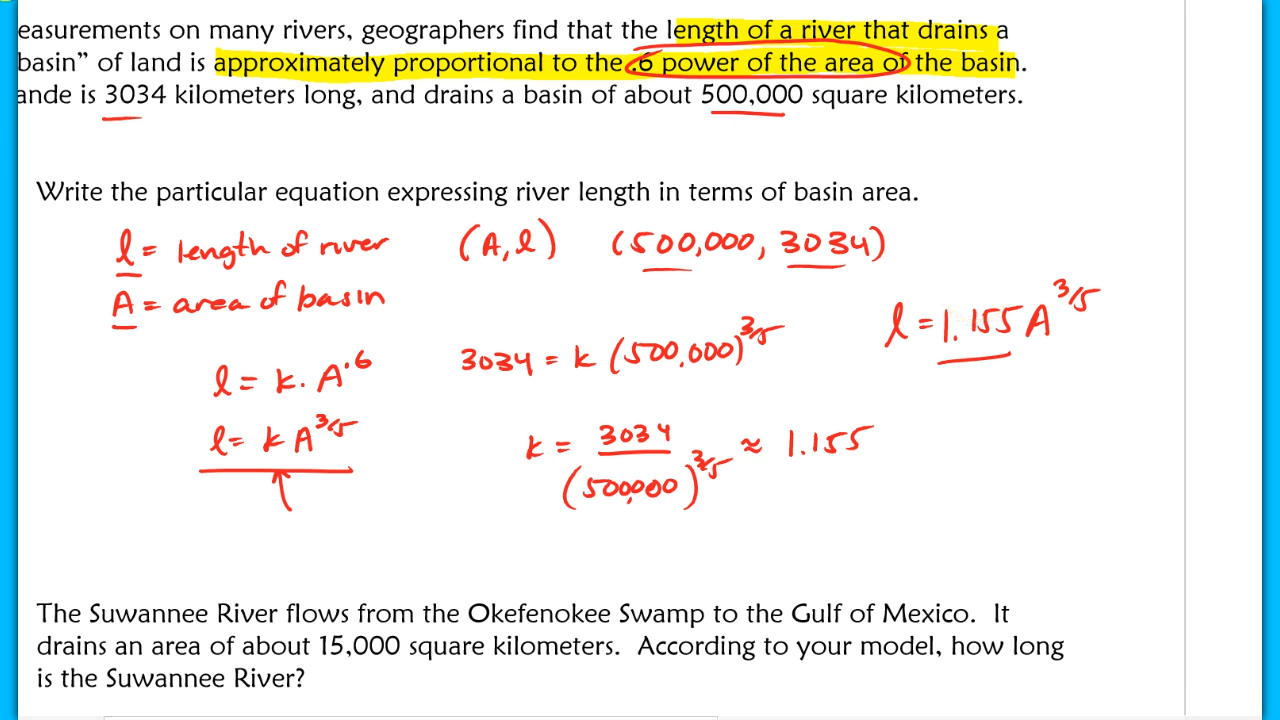 easurements on many rivers, geographers find that the length of a river that drains a
basin” of land is approximately proportional to the .6 power of the area of the basin.
ande is 3034 kilometers long, and drains a basin of about 500,000 square kilometers.
Write the particular equation expressing river length in terms of basin area.
l = length of river (A, l) (500,000, 3034)
A = area of basin
l = 1.155 A^3/5
3034 = k (500,000)^3/5
l = k · A^.6
l = k A^3/5
k = 3034 / (500,000)^3/5 ≈ 1.155
The Suwannee River flows from the Okefenokee Swamp to the Gulf of Mexico. It
drains an area of about 15,000 square kilometers. According to your model, how long
is the Suwannee River?